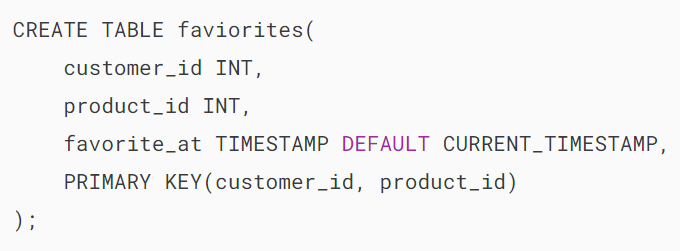 CREATE TABLE faviorites(
customer_id INT,
product_id INT,
favorite_at TIMESTAMP DEFAULT CURRENT_TIMESTAMP,
PRIMARY KEY(customer_id, product_id)
);